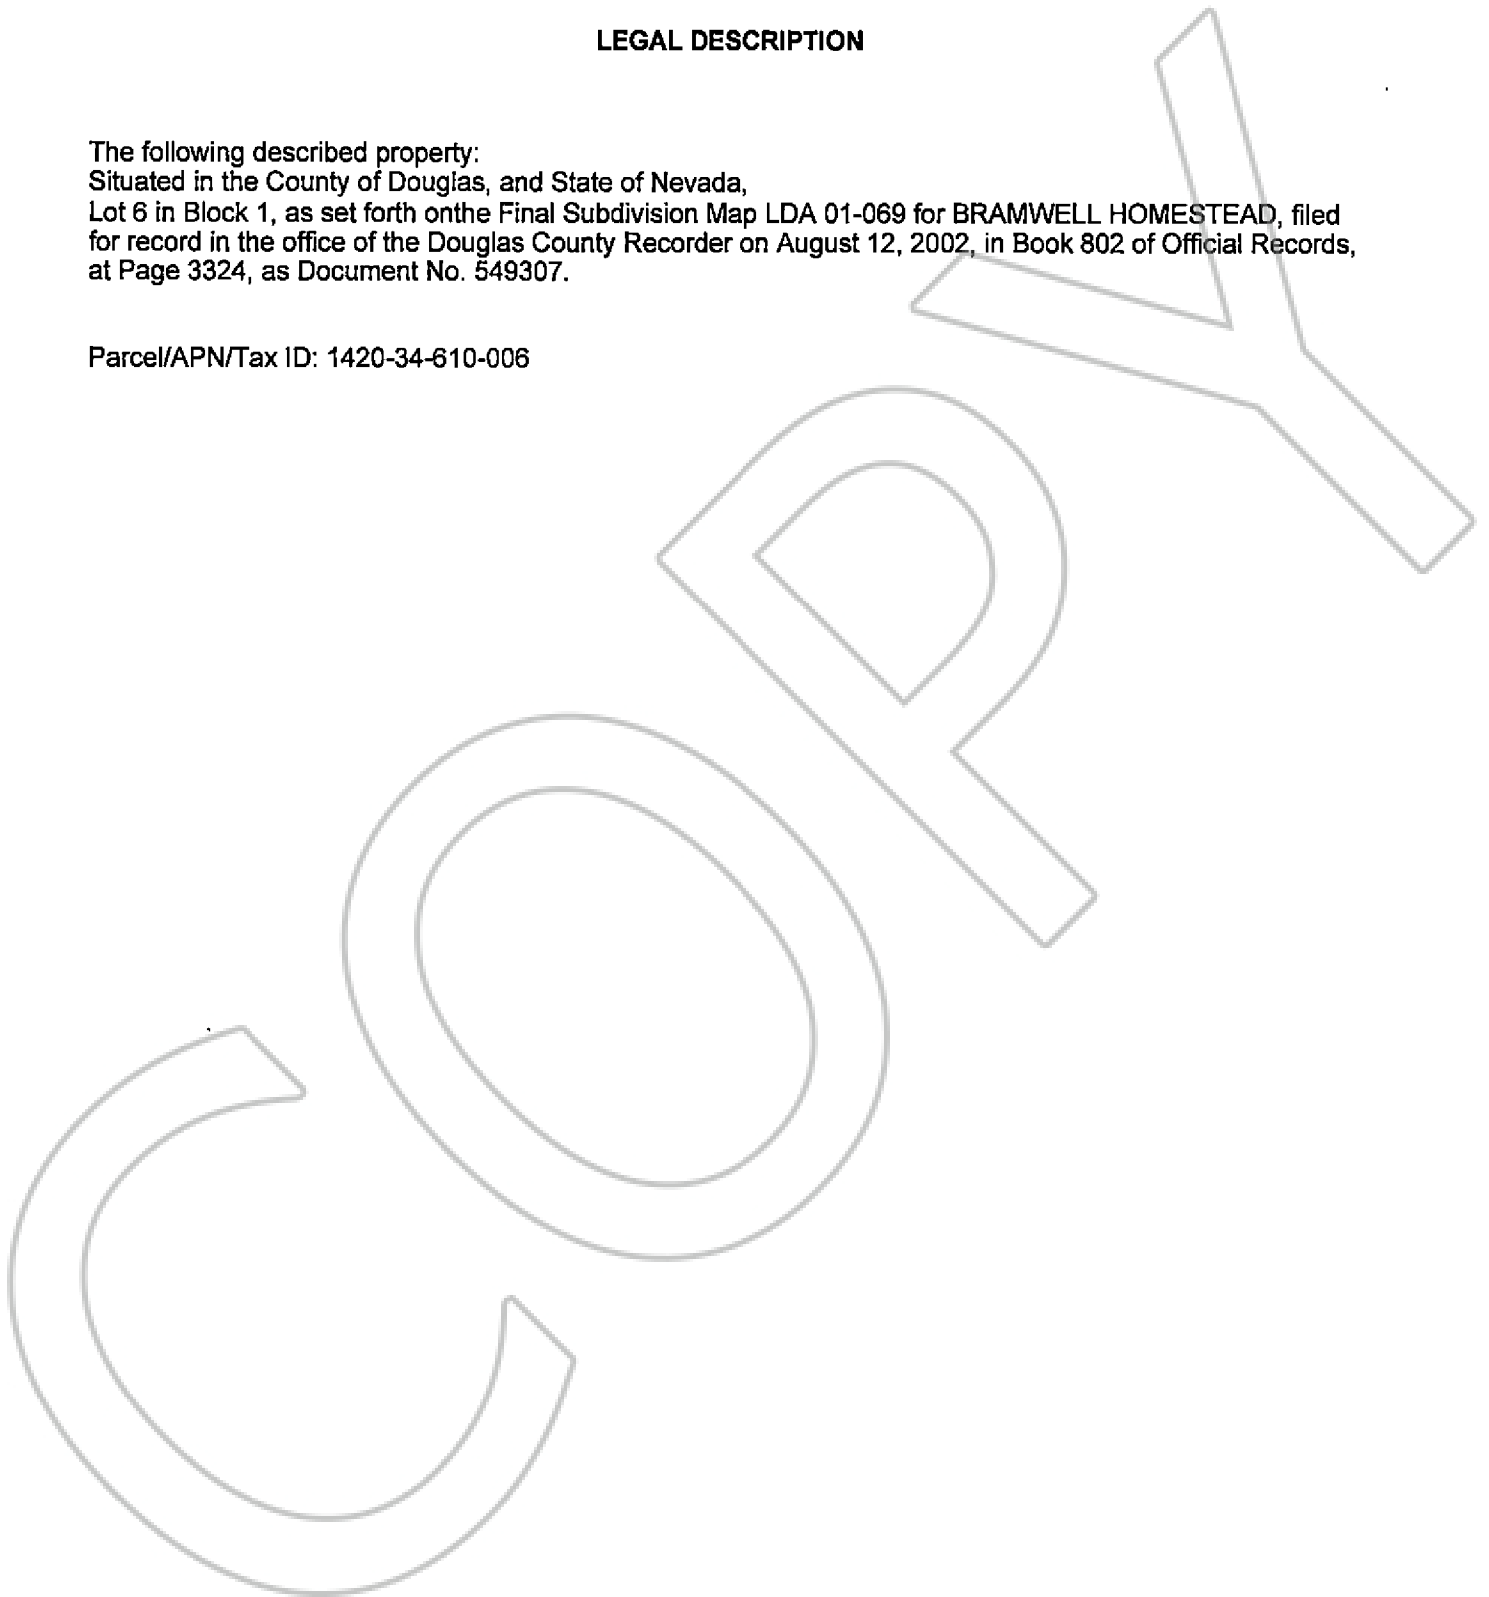 LEGAL DESCRIPTION
The following described property:
Situated in the County of Douglas, and State of Nevada,
Lot 6 in Block 1, as set forth onthe Final Subdivision Map LDA 01-069 for BRAMWELL HOMESTEAD, filed
for record in the office of the Douglas County Recorder on August 12, 2002, in Book 802 of Official Records,
at Page 3324, as Document No. 549307.
Parcel/APN/Tax ID: 1420-34-610-006
COPY